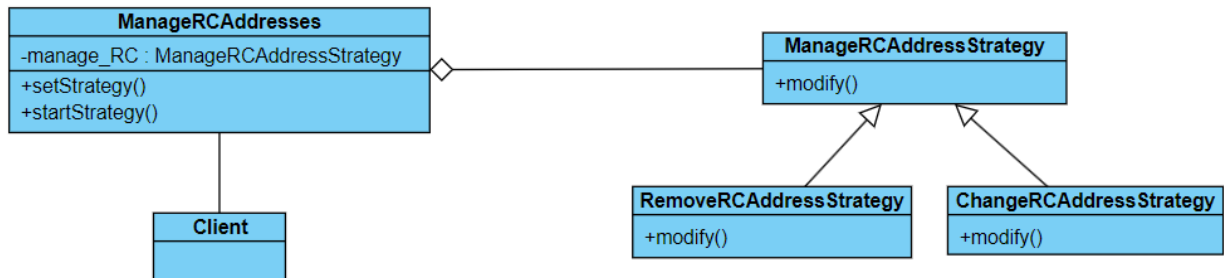 ManageRCAddresses
-manage_RC : ManageRCAddressStrategy
+setStrategy()
+startStrategy()
ManageRCAddressStrategy
+modify()
Client
RemoveRCAddressStrategy
+modify()
ChangeRCAddressStrategy
+modify()